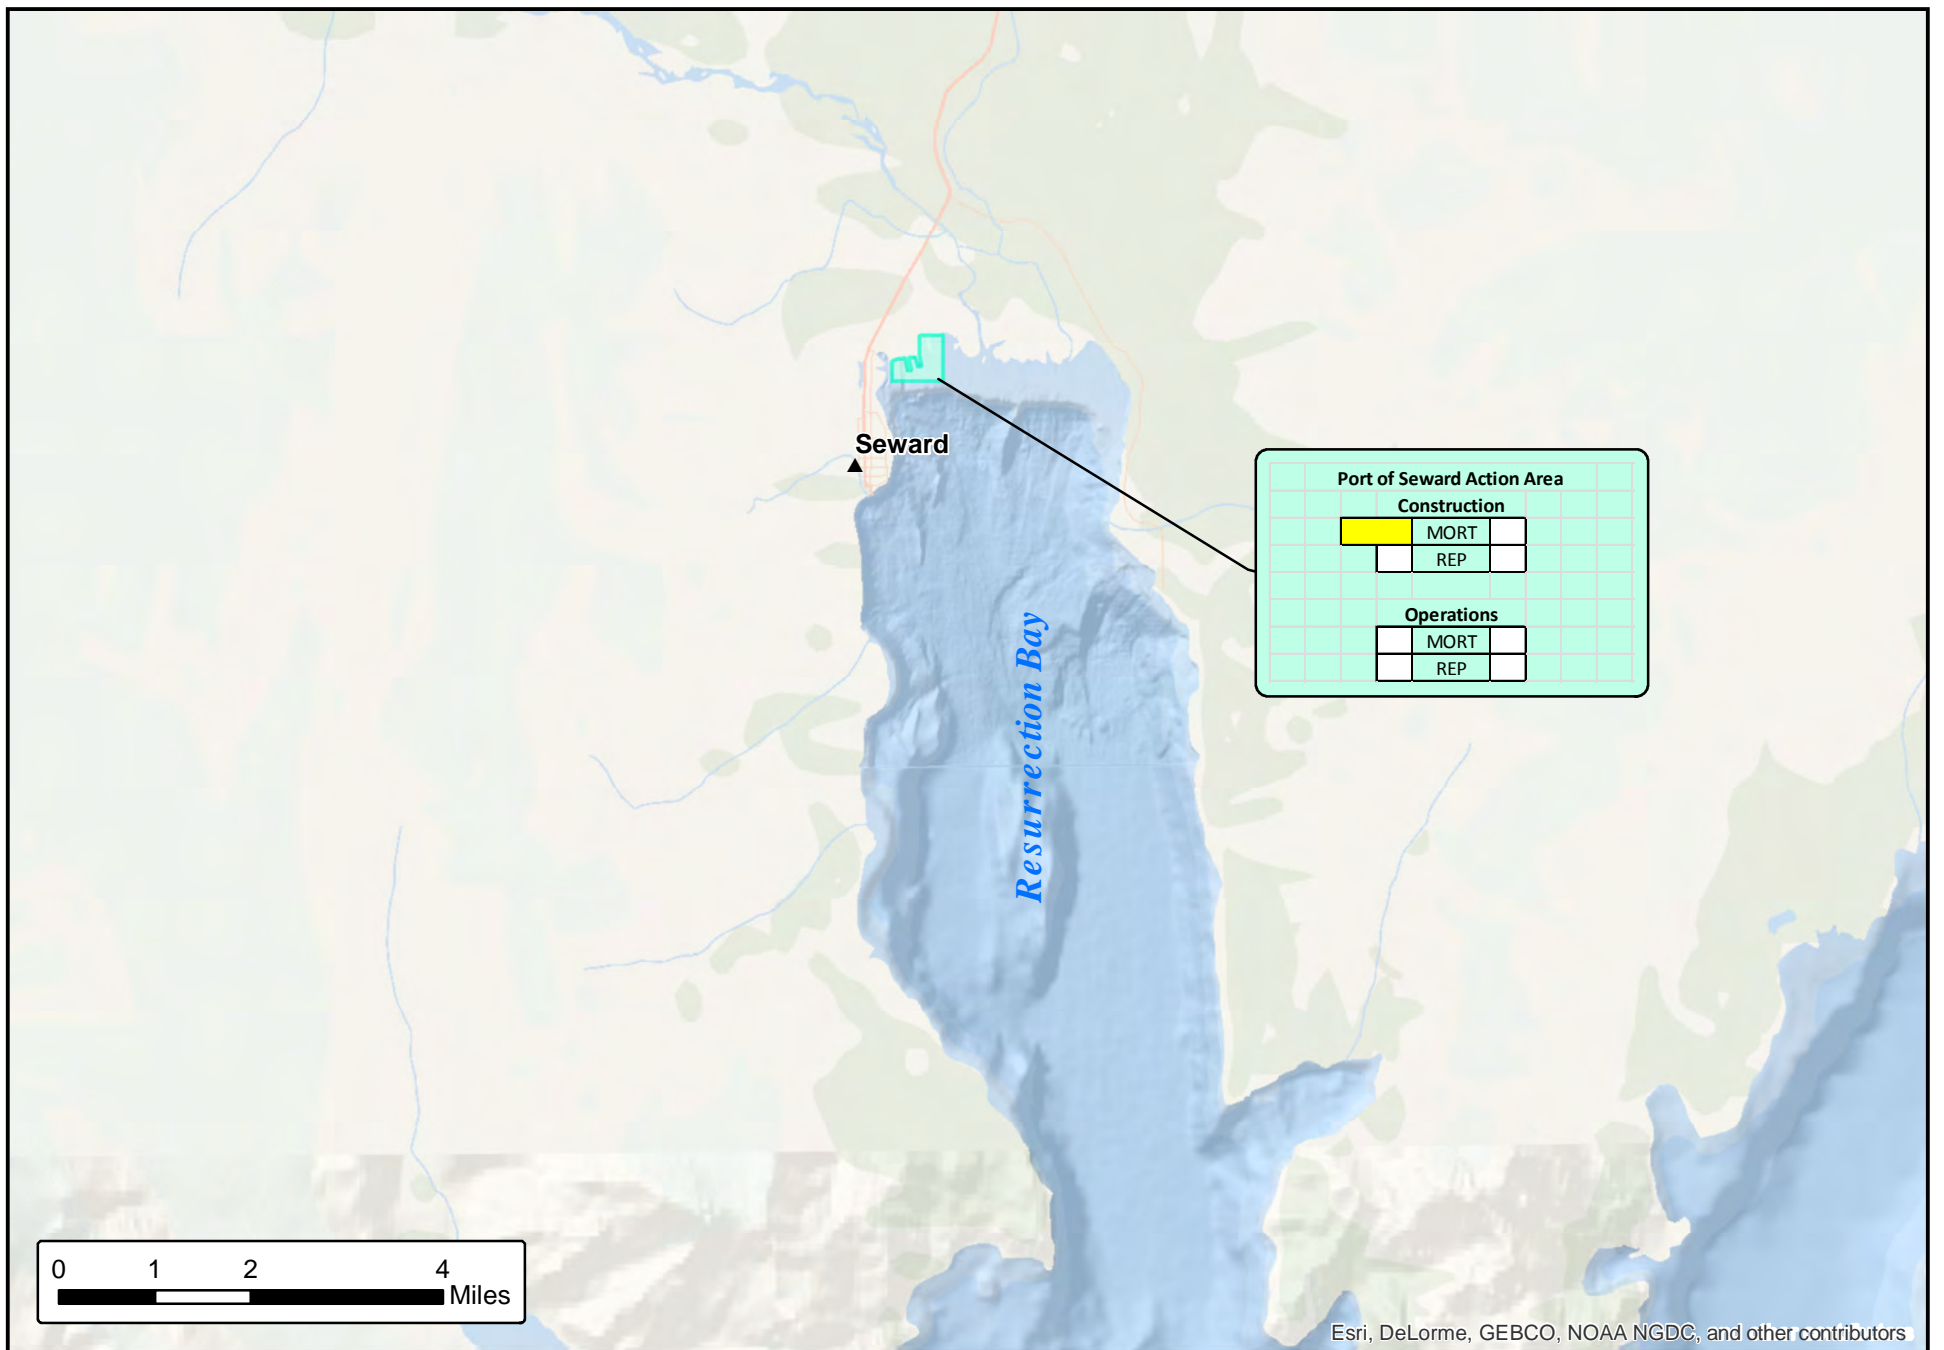 Seward
Port of Seward Action Area
Construction
MORT
REP
Operations
MORT
REP
Resurrection Bay
0 1 2 4
Miles
Esri, DeLorme, GEBCO, NOAA NGDC, and other contributors